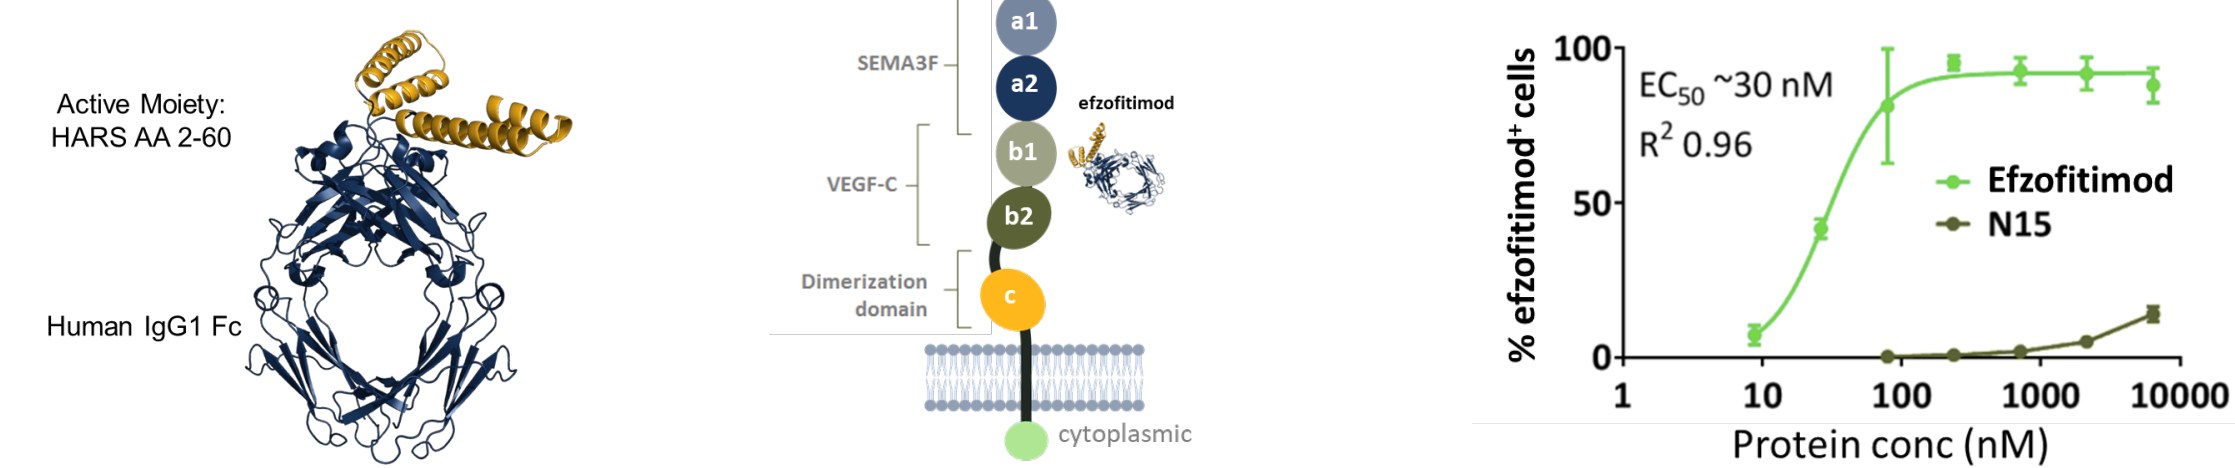 Active Moiety:
HARS AA 2-60
Human IgG1 Fc
a1
SEMA3F
a2
efzofitimod
b1
VEGF-C
b2
Dimerization
domain
c
cytoplasmic
% efzofitimod⁺ cells
100
50
0
EC₅₀ ~30 nM
R² 0.96
Efzofitimod
N15
1 10 100 1000 10000
Protein conc (nM)